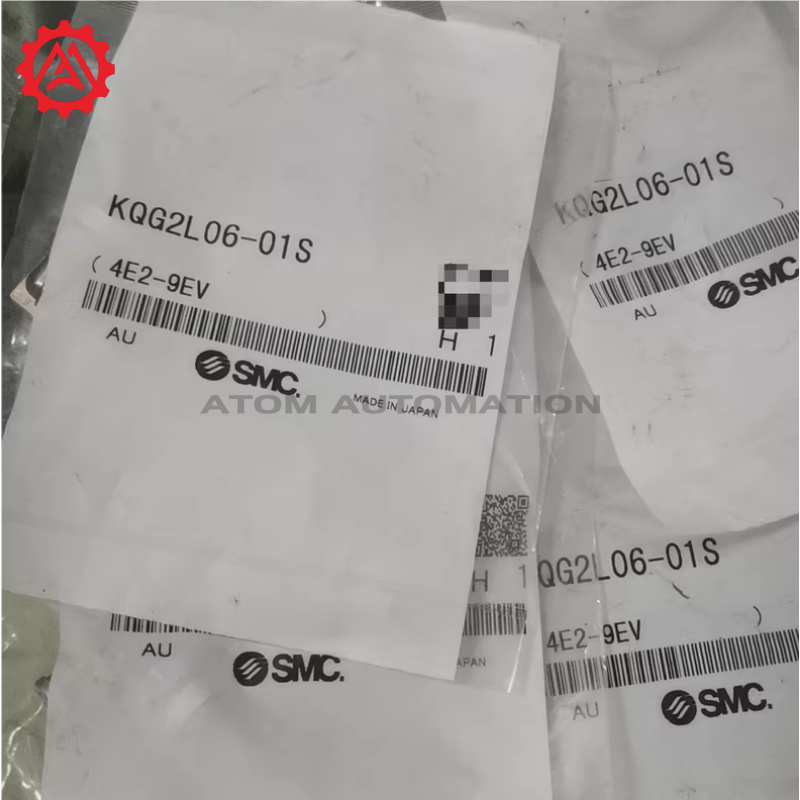 KQG2L06-01S
( 4E2-9EV
)
AU
H 1
SMC.
MADE IN JAPAN
ATOM AUTOMATION
KQG2L06-01S
( 4E2-9EV
)
AU
SMC
H 1
AU
SMC.
APAN
QG2L06-01S
4E2-9EV
)
AU
SMC.